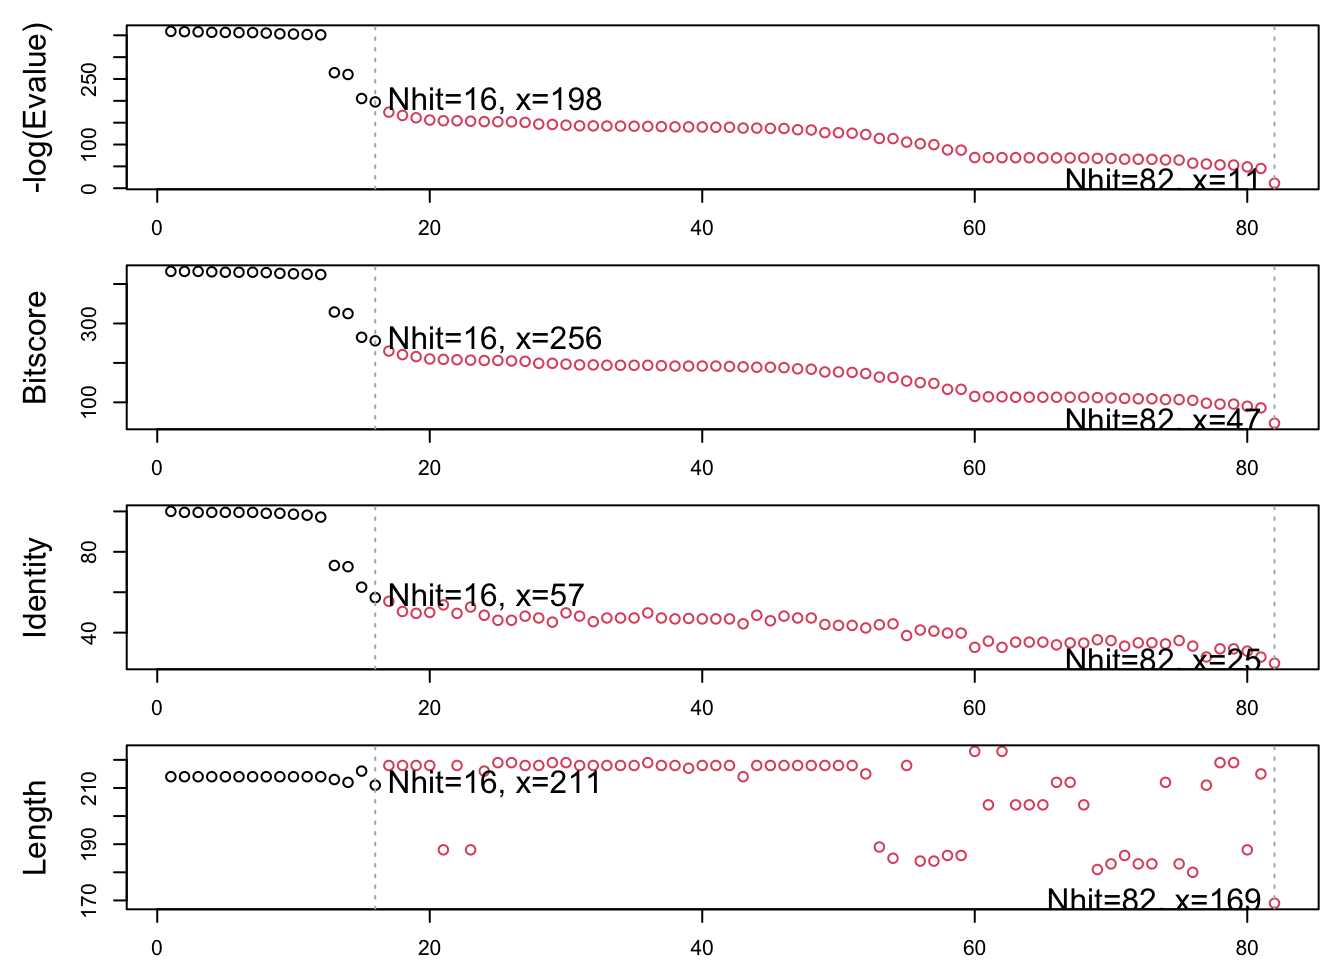 -log(Evalue)
250
100
0
Nhit=16, x=198
Nhit=82, x=11
0 20 40 60 80
Bitscore
300
100
Nhit=16, x=256
Nhit=82, x=47
0 20 40 60 80
Identity
80
40
Nhit=16, x=57
Nhit=82, x=25
0 20 40 60 80
Length
210
190
170
Nhit=16, x=211
Nhit=82, x=169
0 20 40 60 80